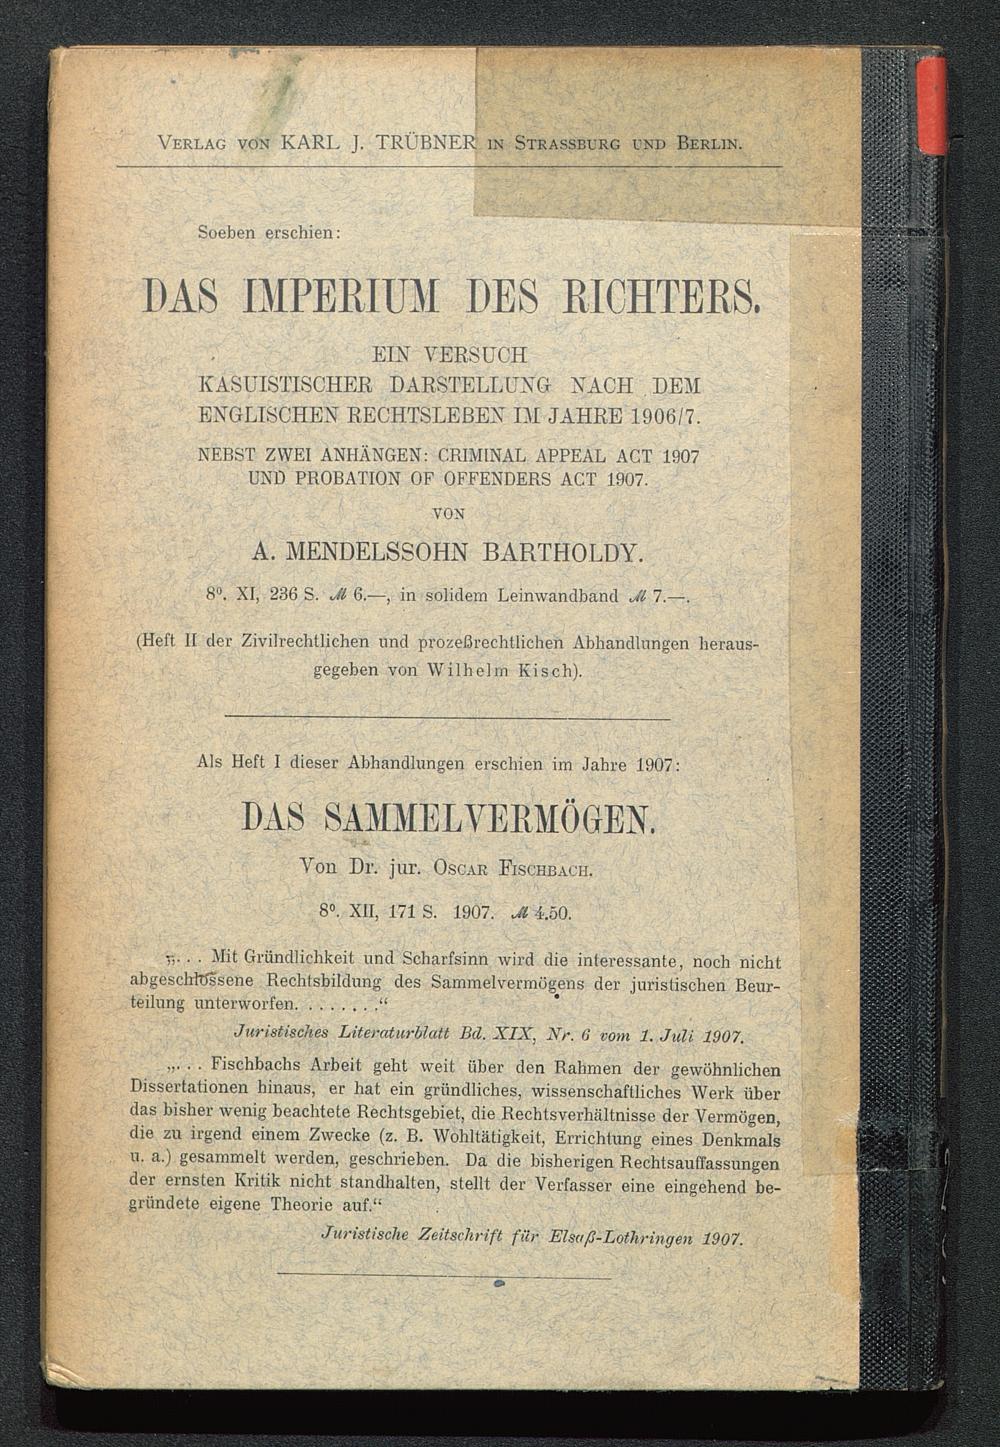 VERLAG VON KARL J. TRÜBNER IN STRASSBURG UND BERLIN.
Soeben erschien:
DAS IMPERIUM DES RICHTERS.
EIN VERSUCH
KASUISTISCHER DARSTELLUNG NACH DEM
ENGLISCHEN RECHTSLEBEN IM JAHRE 1906/7.
NEBST ZWEI ANHÄNGEN: CRIMINAL APPEAL ACT 1907
UND PROBATION OF OFFENDERS ACT 1907.
VON
A. MENDELSSOHN BARTHOLDY.
8⁰. XI, 236 S. ℳ 6.—, in solidem Leinwandband ℳ 7.—.
(Heft II der Zivilrechtlichen und prozeßrechtlichen Abhandlungen heraus-
gegeben von Wilhelm Kisch).
Als Heft I dieser Abhandlungen erschien im Jahre 1907:
DAS SAMMELVERMÖGEN.
Von Dr. jur. OSCAR FISCHBACH.
8⁰. XII, 171 S. 1907. ℳ 4.50.
„. . . Mit Gründlichkeit und Scharfsinn wird die interessante, noch nicht
abgeschlossene Rechtsbildung des Sammelvermögens der juristischen Beur-
teilung unterworfen. . . . . . . .“
Juristisches Literaturblatt Bd. XIX, Nr. 6 vom 1. Juli 1907.
„. . . Fischbachs Arbeit geht weit über den Rahmen der gewöhnlichen
Dissertationen hinaus, er hat ein gründliches, wissenschaftliches Werk über
das bisher wenig beachtete Rechtsgebiet, die Rechtsverhältnisse der Vermögen,
die zu irgend einem Zwecke (z. B. Wohltätigkeit, Errichtung eines Denkmals
u. a.) gesammelt werden, geschrieben. Da die bisherigen Rechtsauffassungen
der ernsten Kritik nicht standhalten, stellt der Verfasser eine eingehend be-
gründete eigene Theorie auf.“
Juristische Zeitschrift für Elsaß-Lothringen 1907.